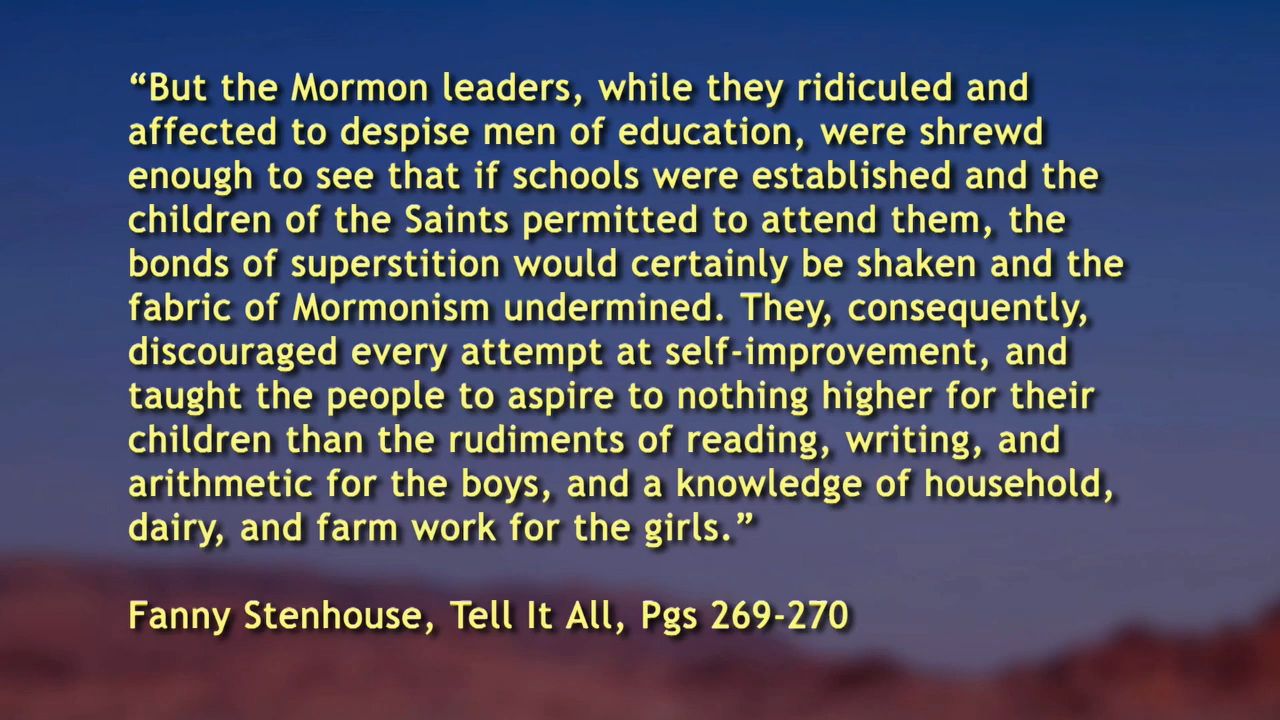 “But the Mormon leaders, while they ridiculed and
affected to despise men of education, were shrewd
enough to see that if schools were established and the
children of the Saints permitted to attend them, the
bonds of superstition would certainly be shaken and the
fabric of Mormonism undermined. They, consequently,
discouraged every attempt at self-improvement, and
taught the people to aspire to nothing higher for their
children than the rudiments of reading, writing, and
arithmetic for the boys, and a knowledge of household,
dairy, and farm work for the girls.”
Fanny Stenhouse, Tell It All, Pgs 269-270